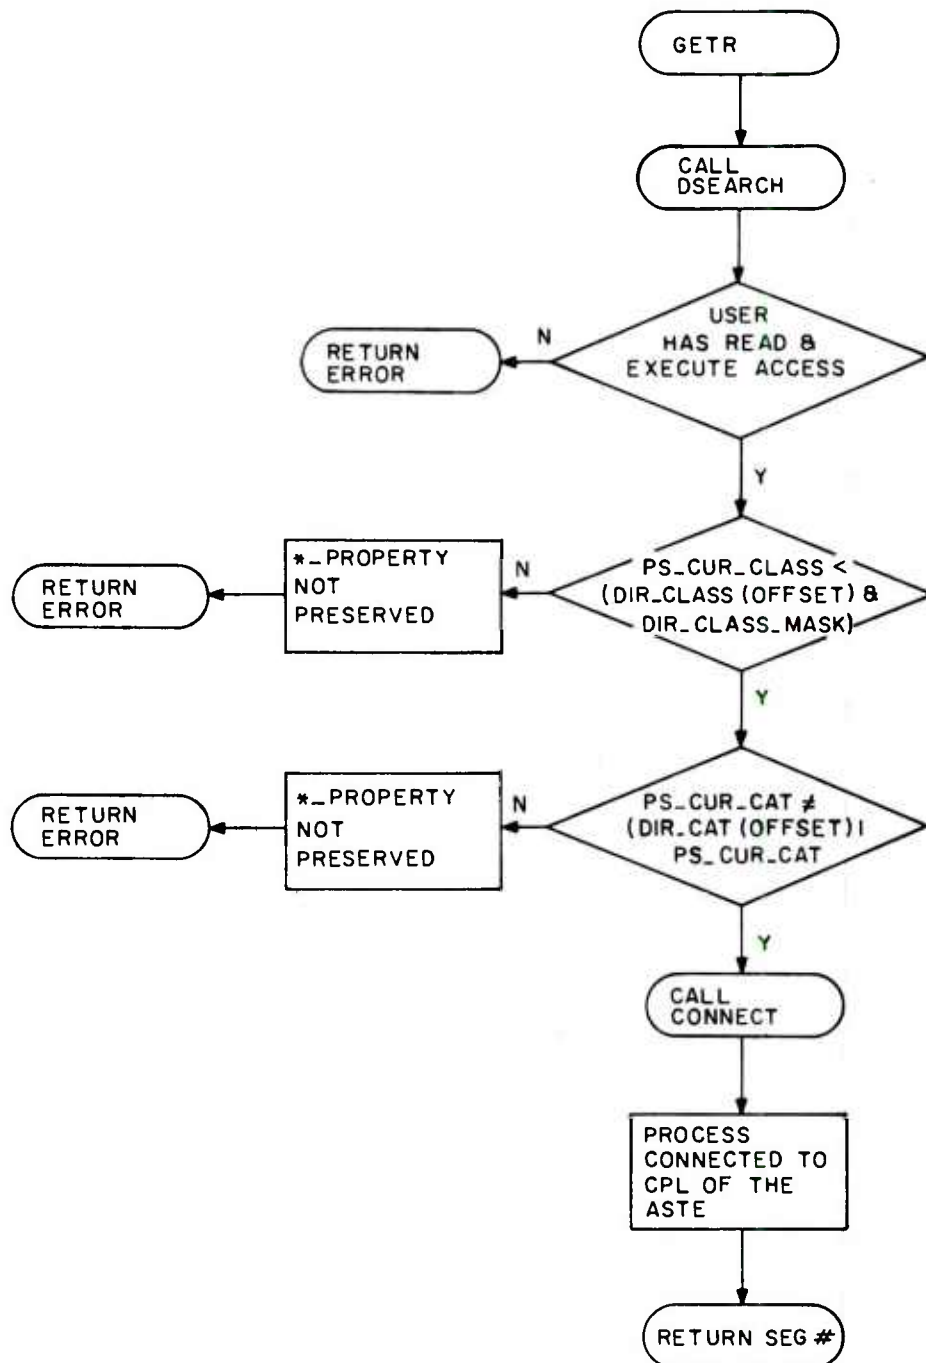 GETR
CALL
DSEARCH
USER
HAS READ &
EXECUTE ACCESS
N
RETURN
ERROR
Y
PS_CUR_CLASS <
(DIR_CLASS (OFFSET) &
DIR_CLASS_MASK)
N
*_PROPERTY
NOT
PRESERVED
RETURN
ERROR
Y
PS_CUR_CAT ≠
(DIR_CAT (OFFSET) |
PS_CUR_CAT
N
*_PROPERTY
NOT
PRESERVED
RETURN
ERROR
Y
CALL
CONNECT
PROCESS
CONNECTED TO
CPL OF THE
ASTE
RETURN SEG #